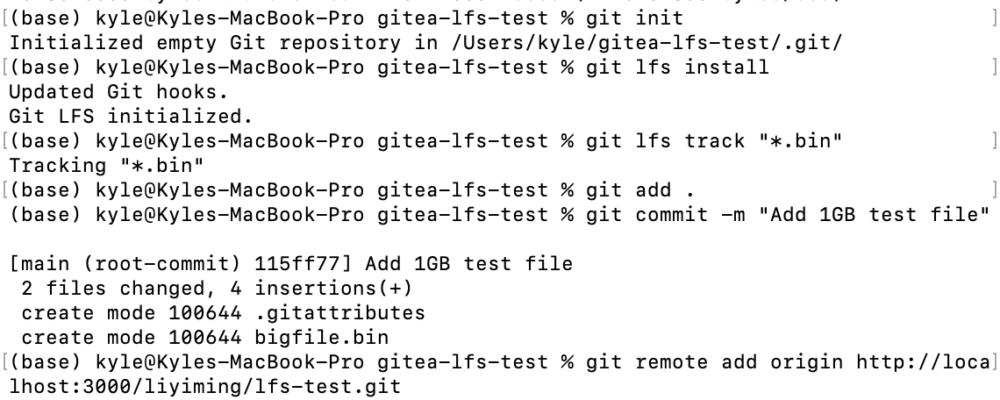 [(base) kyle@Kyles-MacBook-Pro gitea-lfs-test % git init ]
Initialized empty Git repository in /Users/kyle/gitea-lfs-test/.git/
[(base) kyle@Kyles-MacBook-Pro gitea-lfs-test % git lfs install ]
Updated Git hooks.
Git LFS initialized.
[(base) kyle@Kyles-MacBook-Pro gitea-lfs-test % git lfs track "*.bin" ]
Tracking "*.bin"
[(base) kyle@Kyles-MacBook-Pro gitea-lfs-test % git add . ]
(base) kyle@Kyles-MacBook-Pro gitea-lfs-test % git commit -m "Add 1GB test file"
[main (root-commit) 115ff77] Add 1GB test file
2 files changed, 4 insertions(+)
create mode 100644 .gitattributes
create mode 100644 bigfile.bin
[(base) kyle@Kyles-MacBook-Pro gitea-lfs-test % git remote add origin http://loca]
lhost:3000/liyiming/lfs-test.git